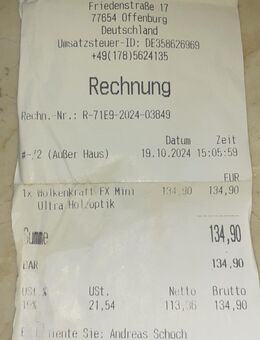 Friedenstraße 17
77654 Offenburg
Deutschland
Umsatzsteuer-ID: DE358626969
+49(178)5624135
Rechnung
Rechn.-Nr.: R-71E9-2024-03849
Datum Zeit
#-/2 (Außer Haus) 19.10.2024 15:05:59
EUR
1x Wolkenkraft FX Mini 134,90 134,90
Ultra Holzoptik
Summe 134,90
BAR 134,90
USt.% USt. Netto Brutto
19% 21,54 113,36 134,90
Es bediente Sie: Andreas Schoch